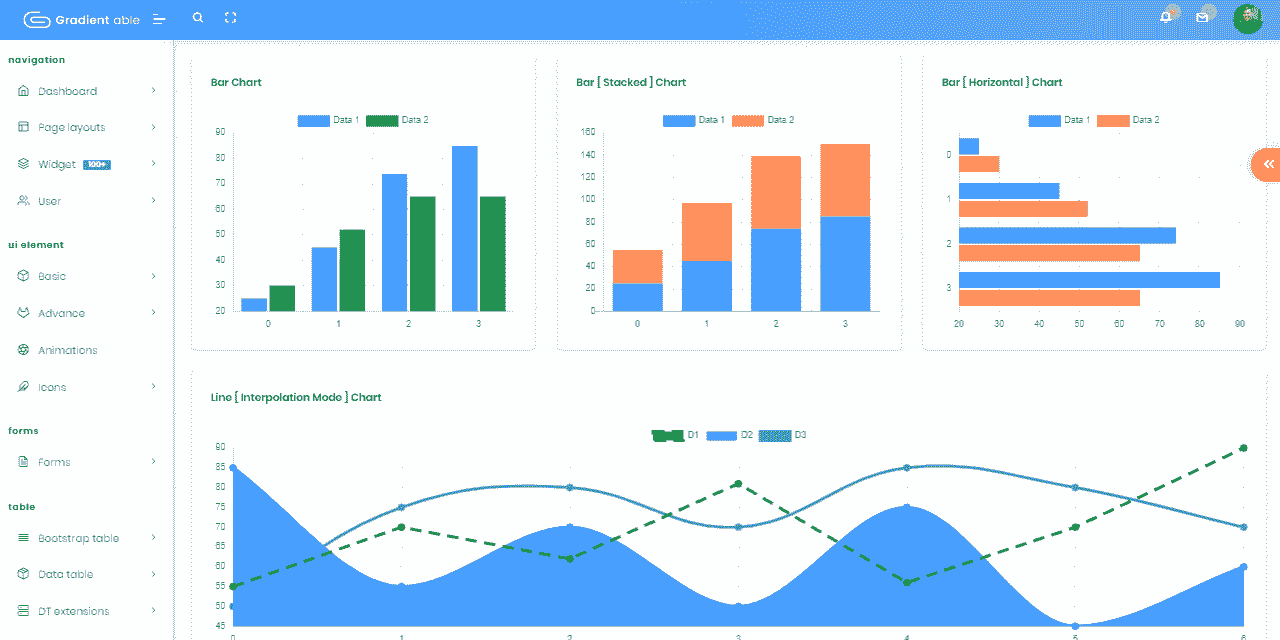 Gradient able
navigation
Dashboard
Page layouts
Widget 100+
User
ui element
Basic
Advance
Animations
Icons
forms
Forms
table
Bootstrap table
Data table
DT extensions
Bar Chart
Data 1 Data 2
90
80
70
60
50
40
30
20
0 1 2 3
Bar [ Stacked ] Chart
Data 1 Data 2
160
140
120
100
80
60
40
20
0
0 1 2 3
Bar [ Horizontal ] Chart
Data 1 Data 2
0
1
2
3
20 30 40 50 60 70 80 90
Line [ Interpolation Mode ] Chart
D1 D2 D3
90
85
80
75
70
65
60
55
50
45
0 1 2 3 4 5 6